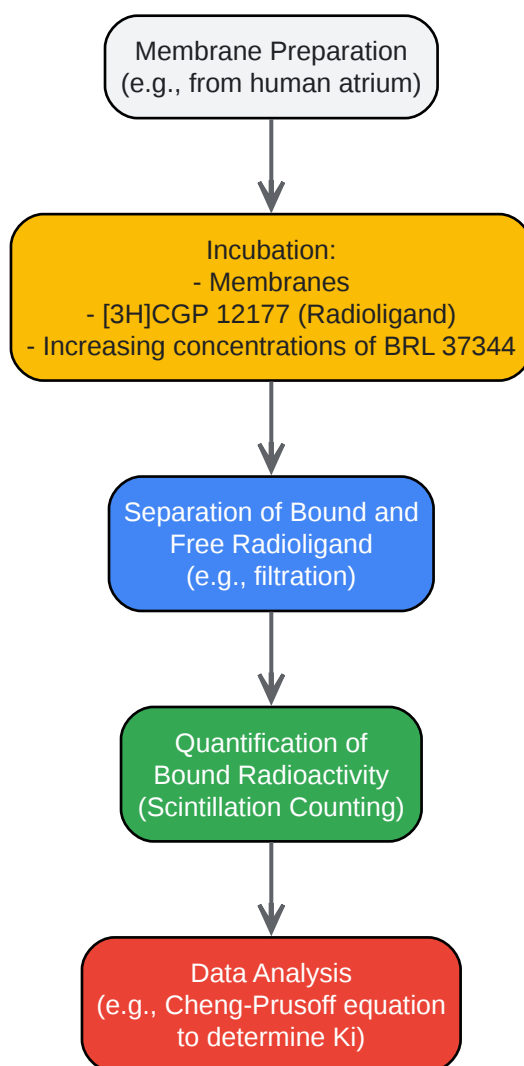 Membrane Preparation
(e.g., from human atrium)
Incubation:
- Membranes
- [3H]CGP 12177 (Radioligand)
- Increasing concentrations of BRL 37344
Separation of Bound and
Free Radioligand
(e.g., filtration)
Quantification of
Bound Radioactivity
(Scintillation Counting)
Data Analysis
(e.g., Cheng-Prusoff equation
to determine Ki)